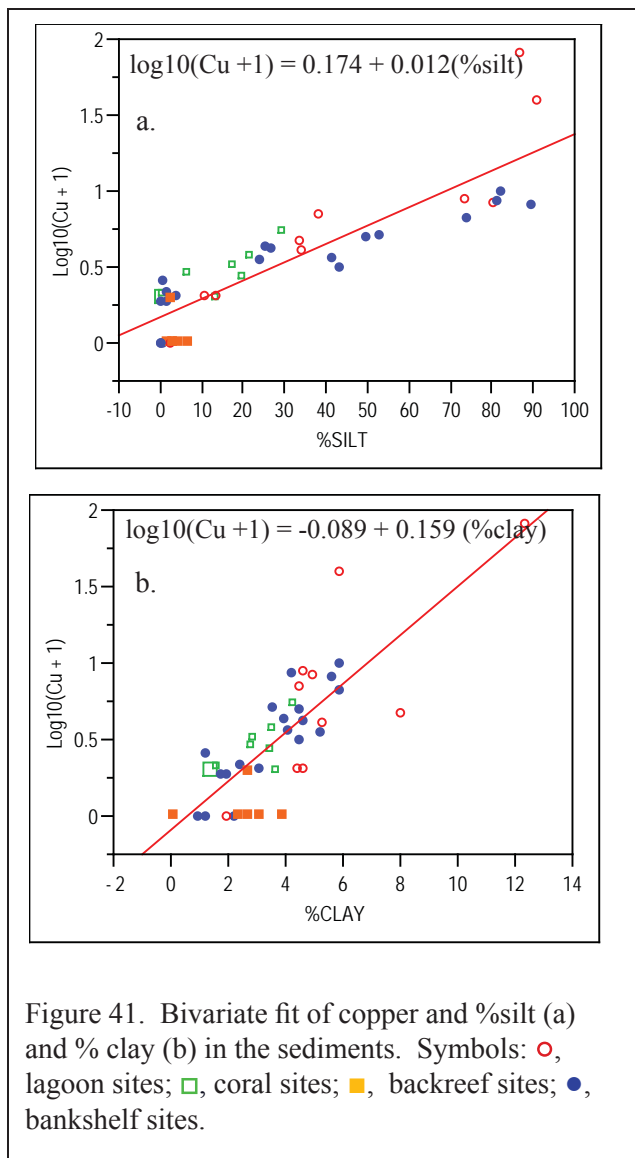 log10(Cu +1) = 0.174 + 0.012(%silt)
a.
2
1.5
1
0.5
0
Log10(Cu + 1)
-10 0 10 20 30 40 50 60 70 80 90 100
%SILT
log10(Cu +1) = -0.089 + 0.159 (%clay)
b.
2
1.5
1
0.5
0
Log10(Cu + 1)
-2 0 2 4 6 8 10 12 14
%CLAY
Figure 41. Bivariate fit of copper and %silt (a)
and % clay (b) in the sediments. Symbols: ○,
lagoon sites; □, coral sites; ■, backreef sites; ●,
bankshelf sites.